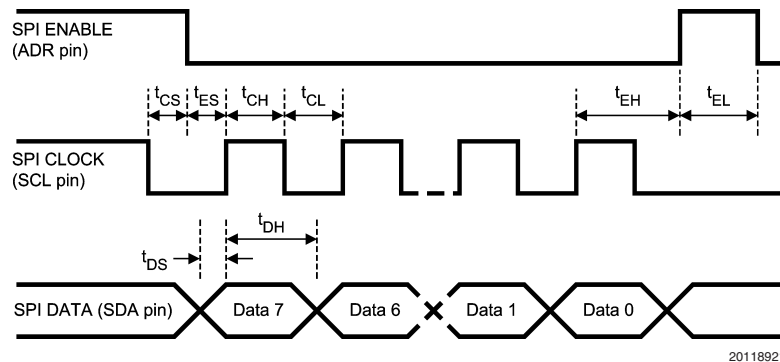 SPI ENABLE
(ADR pin)
tCS tES tCH tCL tEH tEL
SPI CLOCK
(SCL pin)
tDH
tDS
SPI DATA (SDA pin) Data 7 Data 6 Data 1 Data 0
2011892